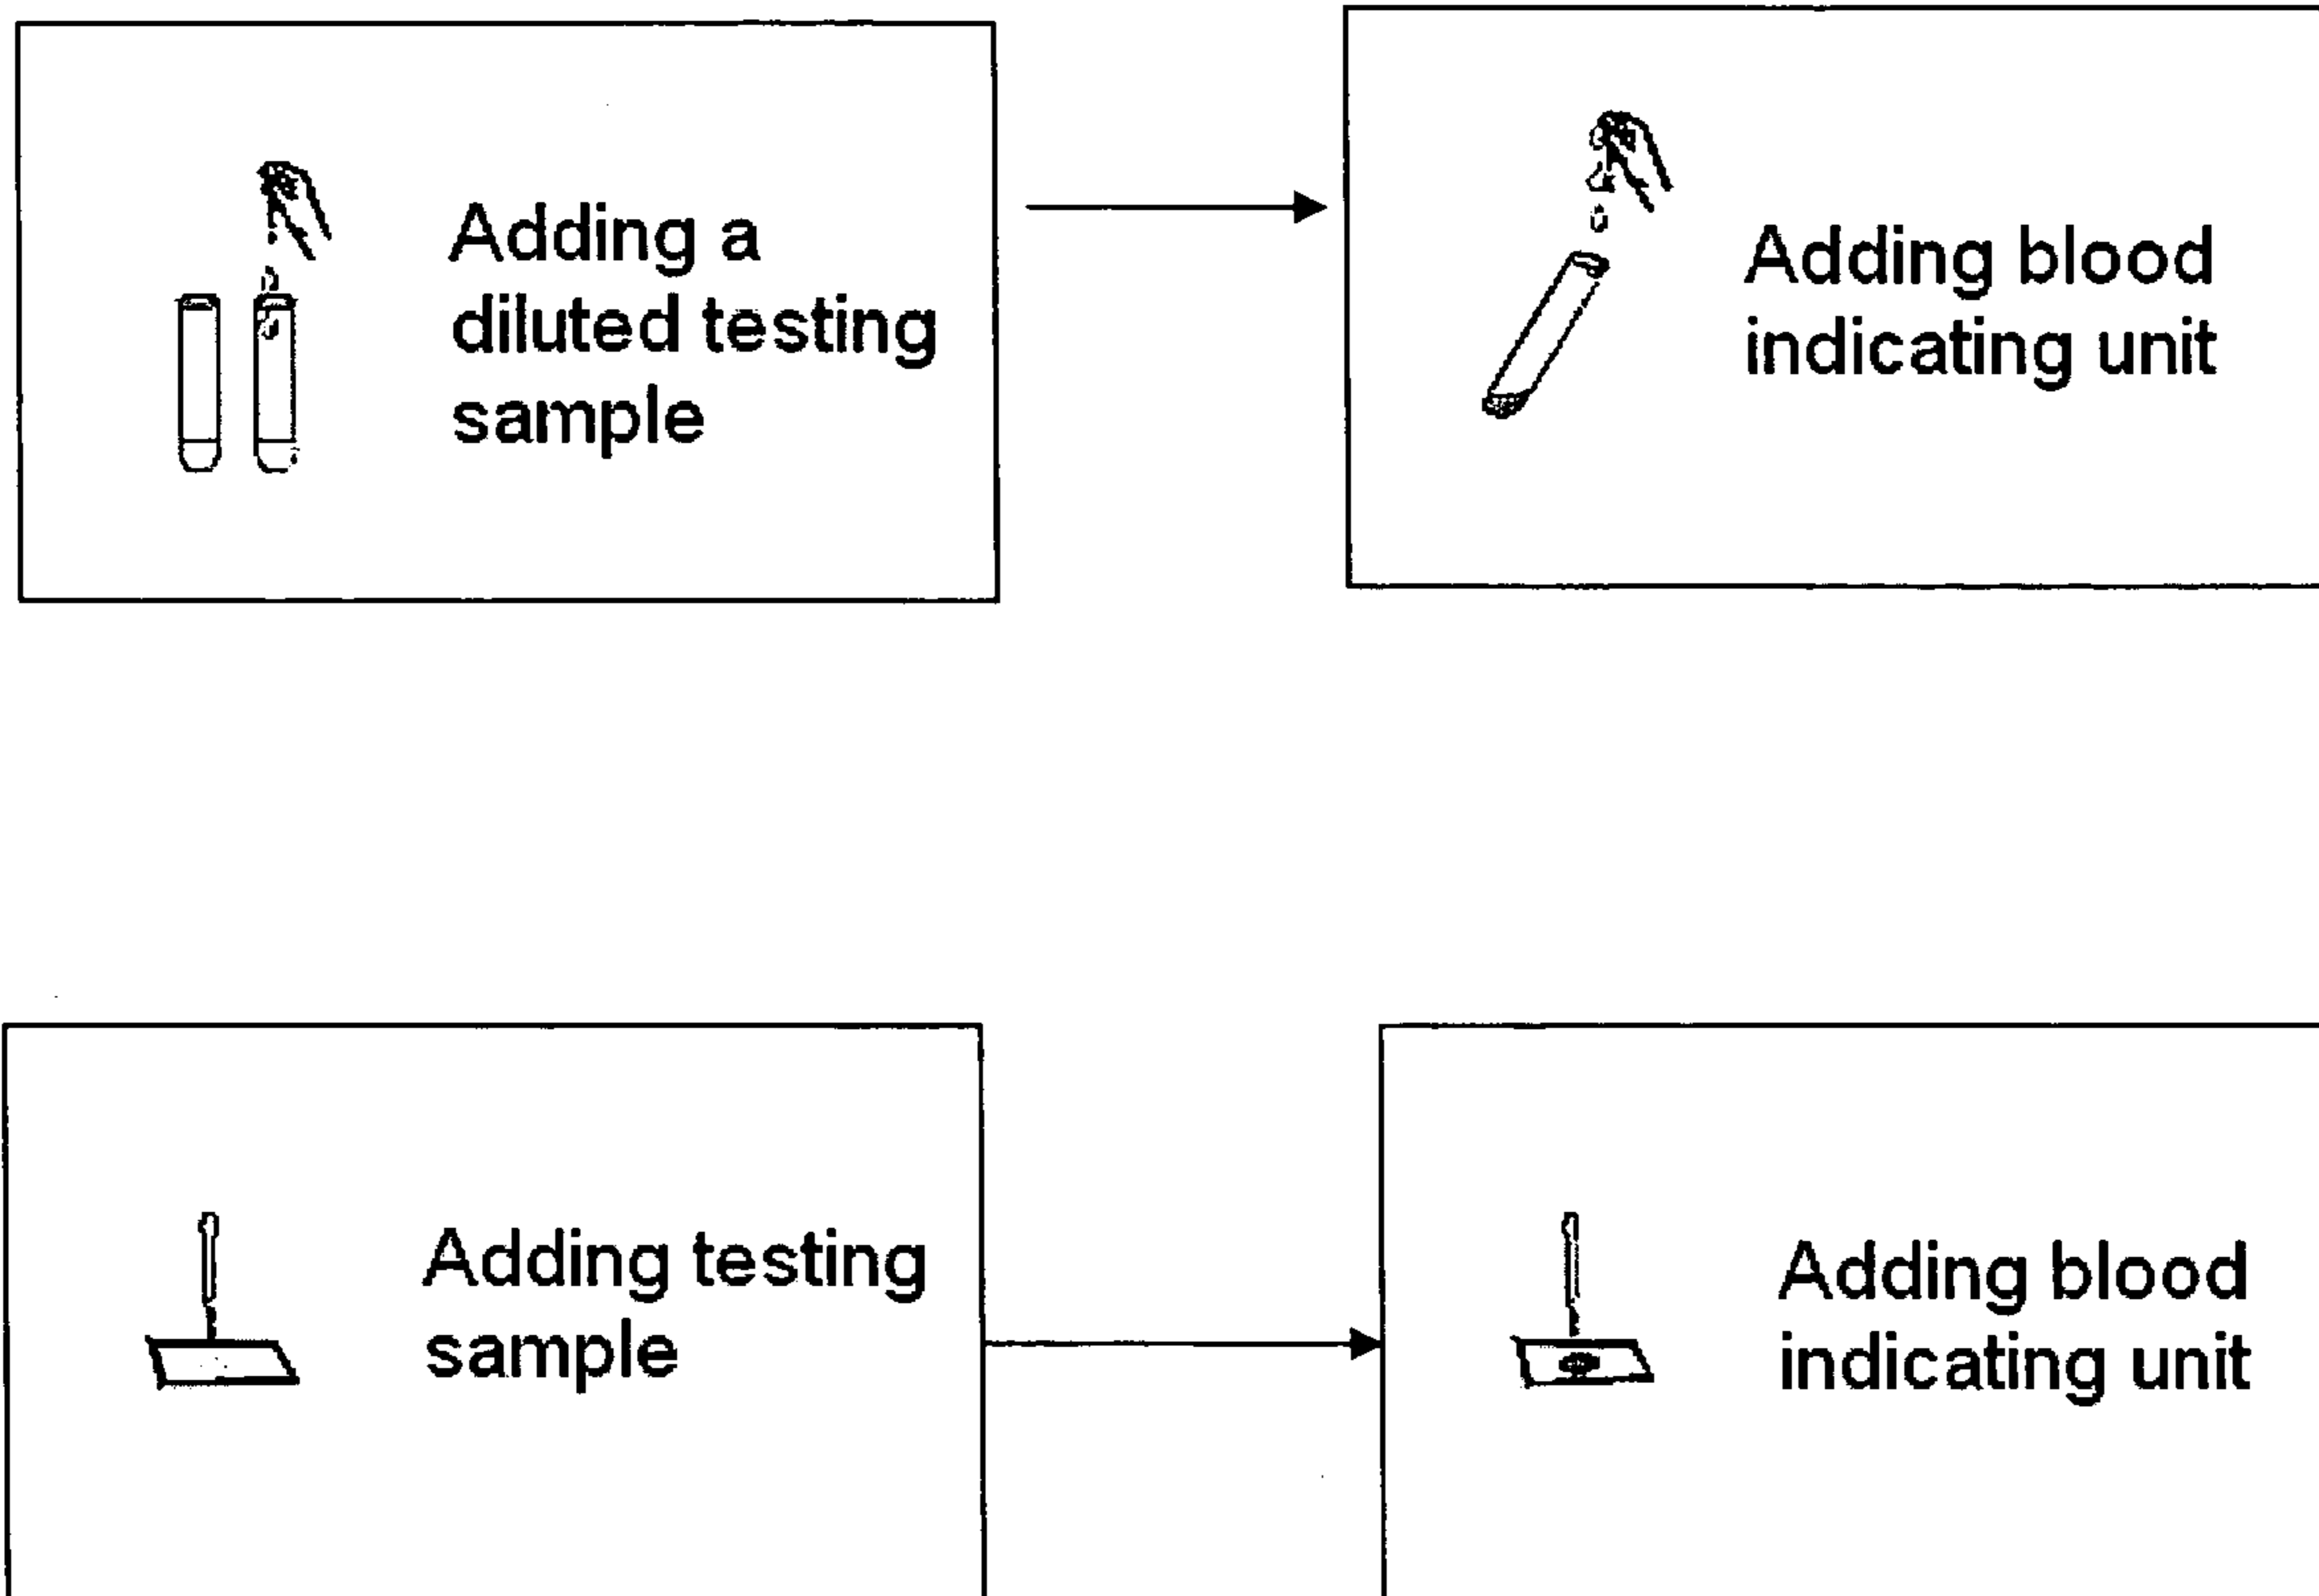 Adding a
diluted testing
sample
Adding blood
indicating unit
Adding testing
sample
Adding blood
indicating unit